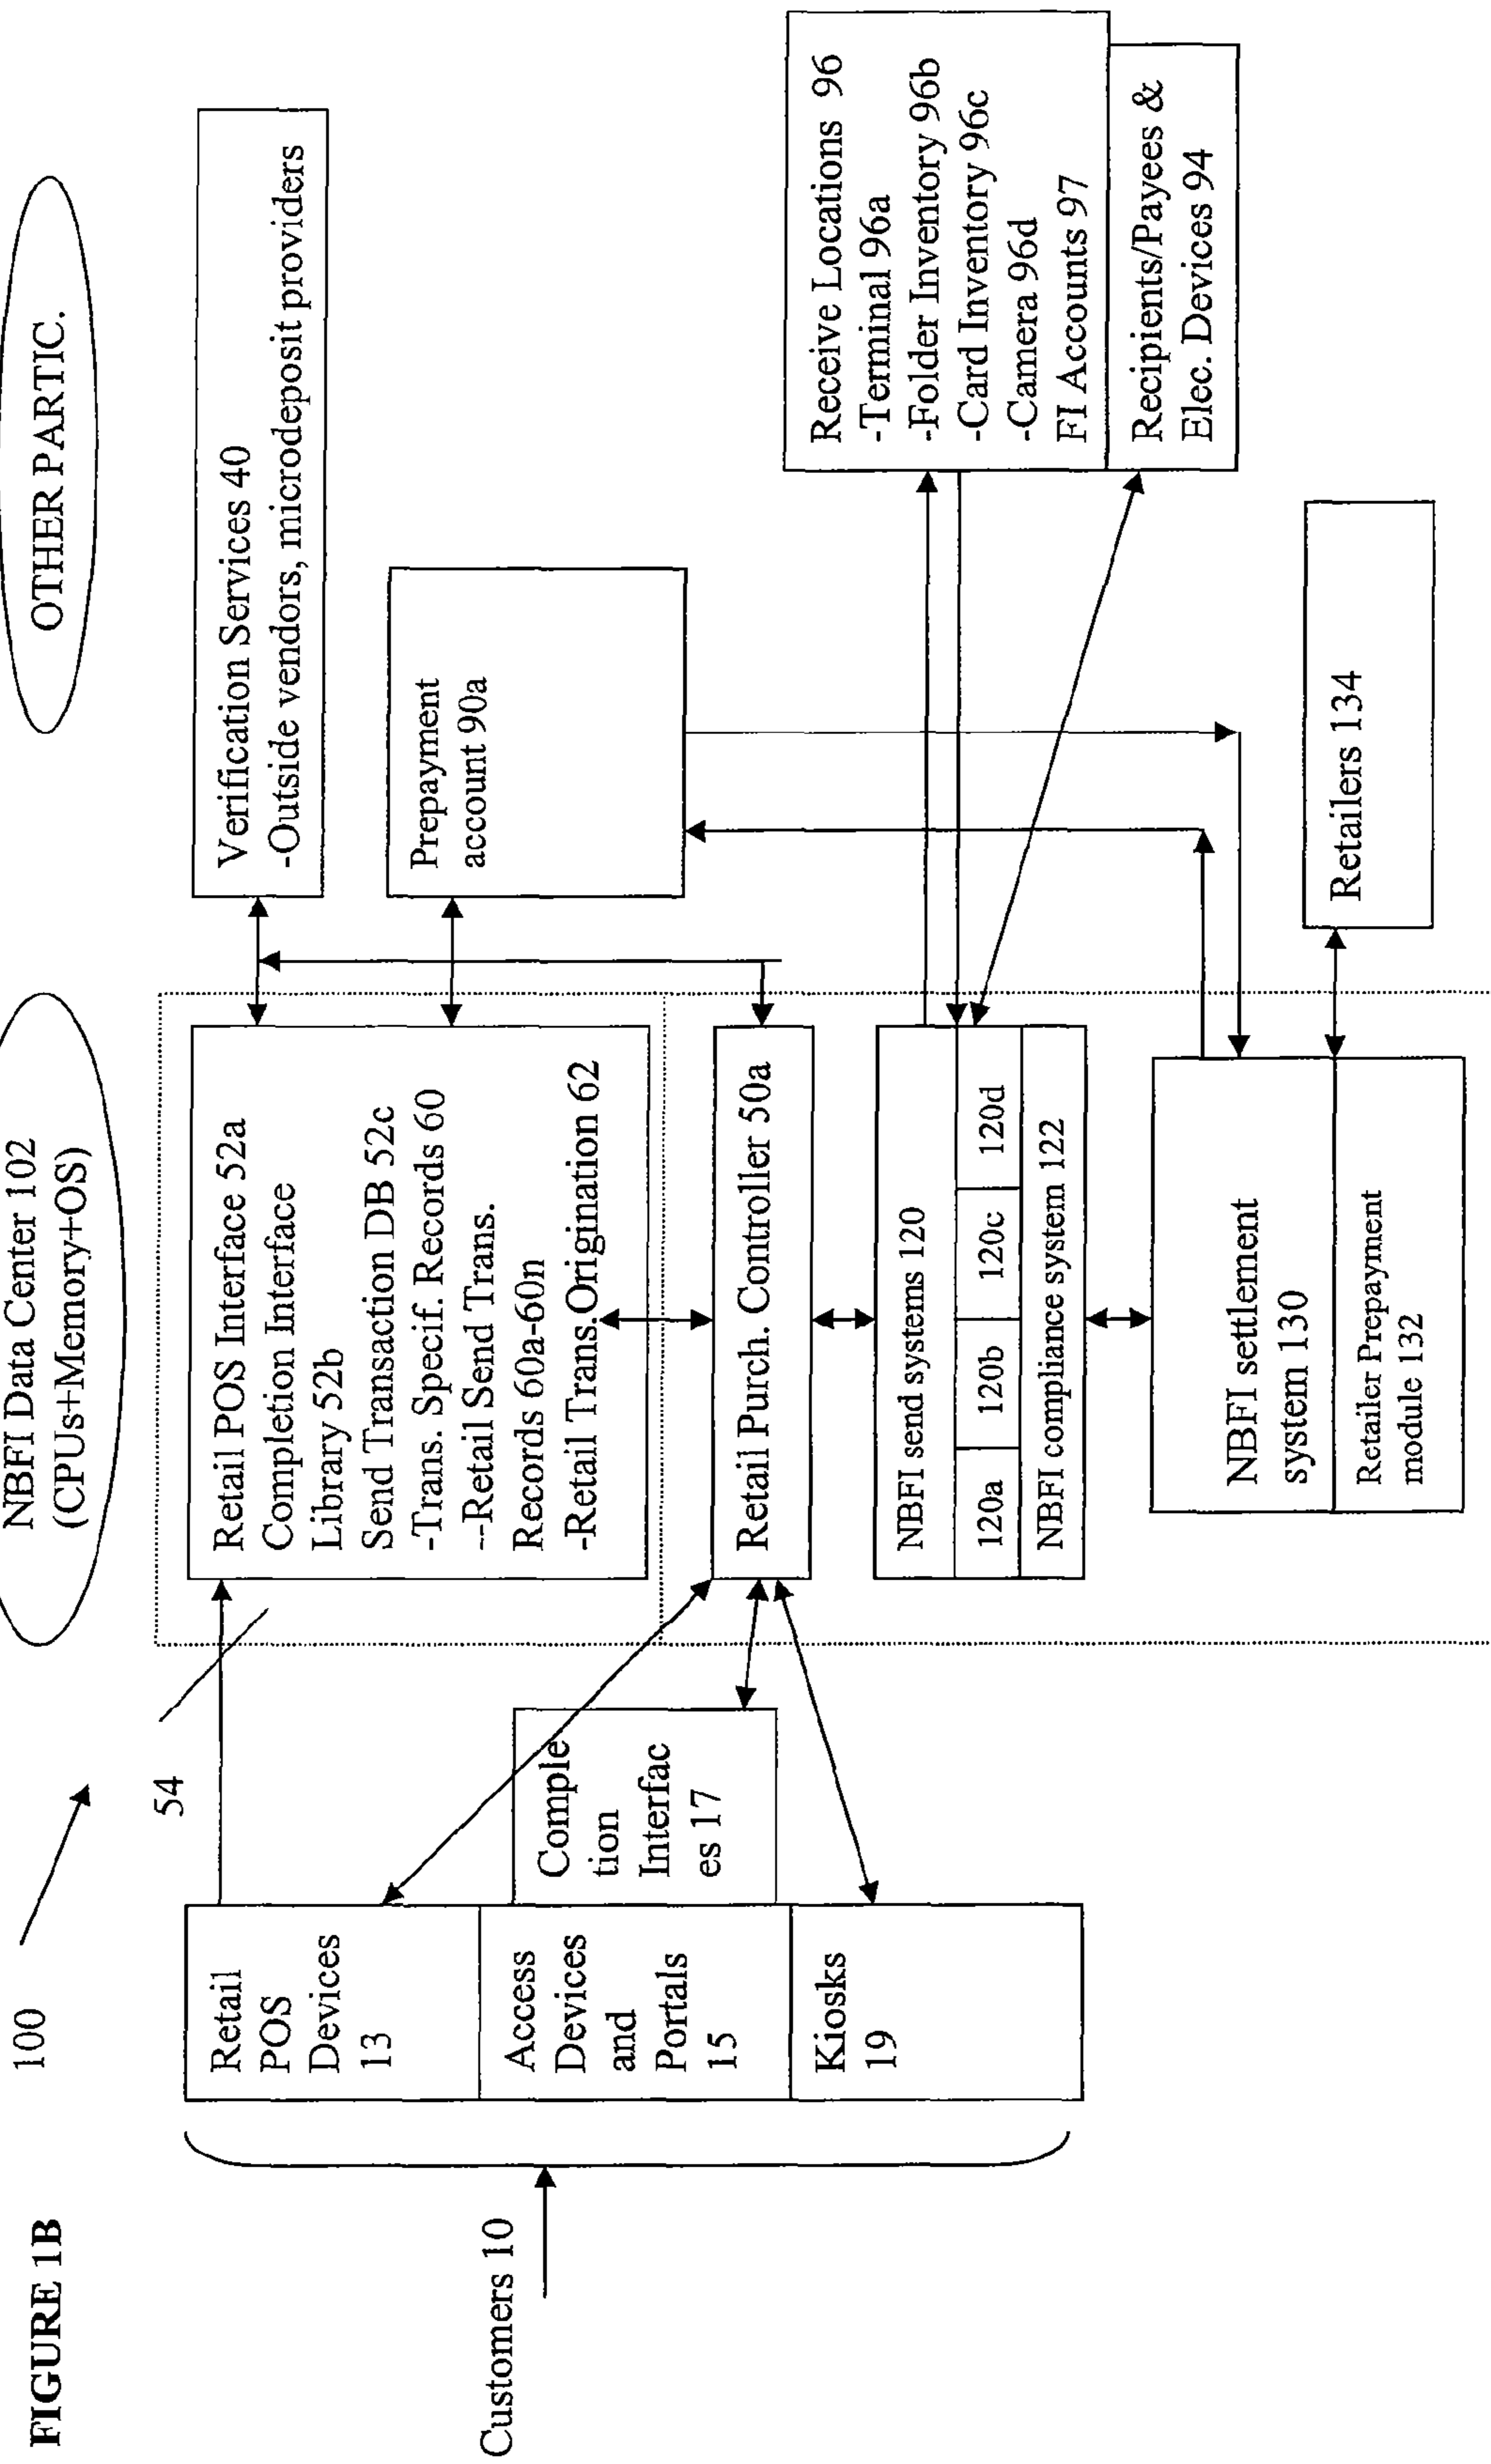 FIGURE 1B
100
54
NBFI Data Center 102
(CPUs+Memory+OS)
OTHER PARTIC.
Customers 10
Retail
POS
Devices
13
Access
Devices
and
Portals
15
Kiosks
19
Comple
tion
Interfac
es 17
Retail POS Interface 52a
Completion Interface
Library 52b
Send Transaction DB 52c
-Trans. Specif. Records 60
--Retail Send Trans.
Records 60a-60n
-Retail Trans.Origination 62
Retail Purch. Controller 50a
NBFI send systems 120
120a
120b
120c
120d
NBFI compliance system 122
NBFI settlement
system 130
Retailer Prepayment
module 132
Verification Services 40
-Outside vendors, microdeposit providers
Prepayment
account 90a
Receive Locations 96
-Terminal 96a
-Folder Inventory 96b
-Card Inventory 96c
-Camera 96d
FI Accounts 97
Recipients/Payees &
Elec. Devices 94
Retailers 134